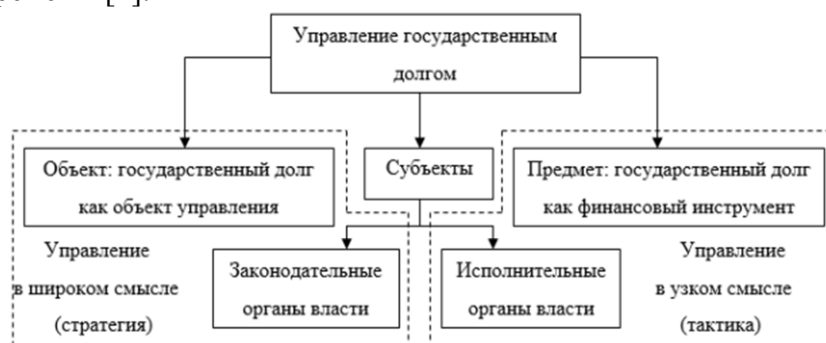 Управление государственным
долгом
Объект: государственный долг
как объект управления
Субъекты
Предмет: государственный долг
как финансовый инструмент
Управление
в широком смысле
(стратегия)
Законодательные
органы власти
Исполнительные
органы власти
Управление
в узком смысле
(тактика)